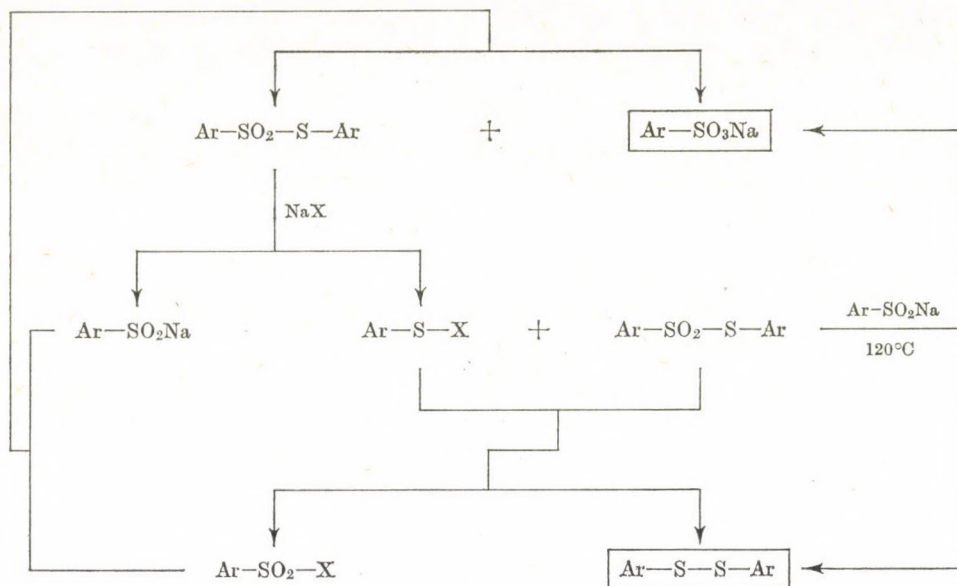 Ar—SO₂—S—Ar + Ar—SO₃Na
NaX
Ar—SO₂Na Ar—S—X + Ar—SO₂—S—Ar Ar-SO₂Na
120°C
Ar—SO₂—X Ar—S—S—Ar